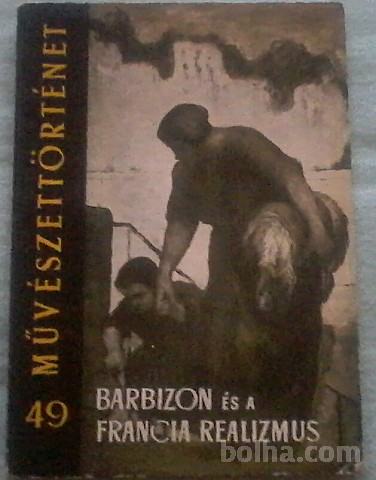 MŰVÉSZETTÖRTÉNET
49
BARBIZON ÉS A
FRANCIA REALIZMUS
bolha.com